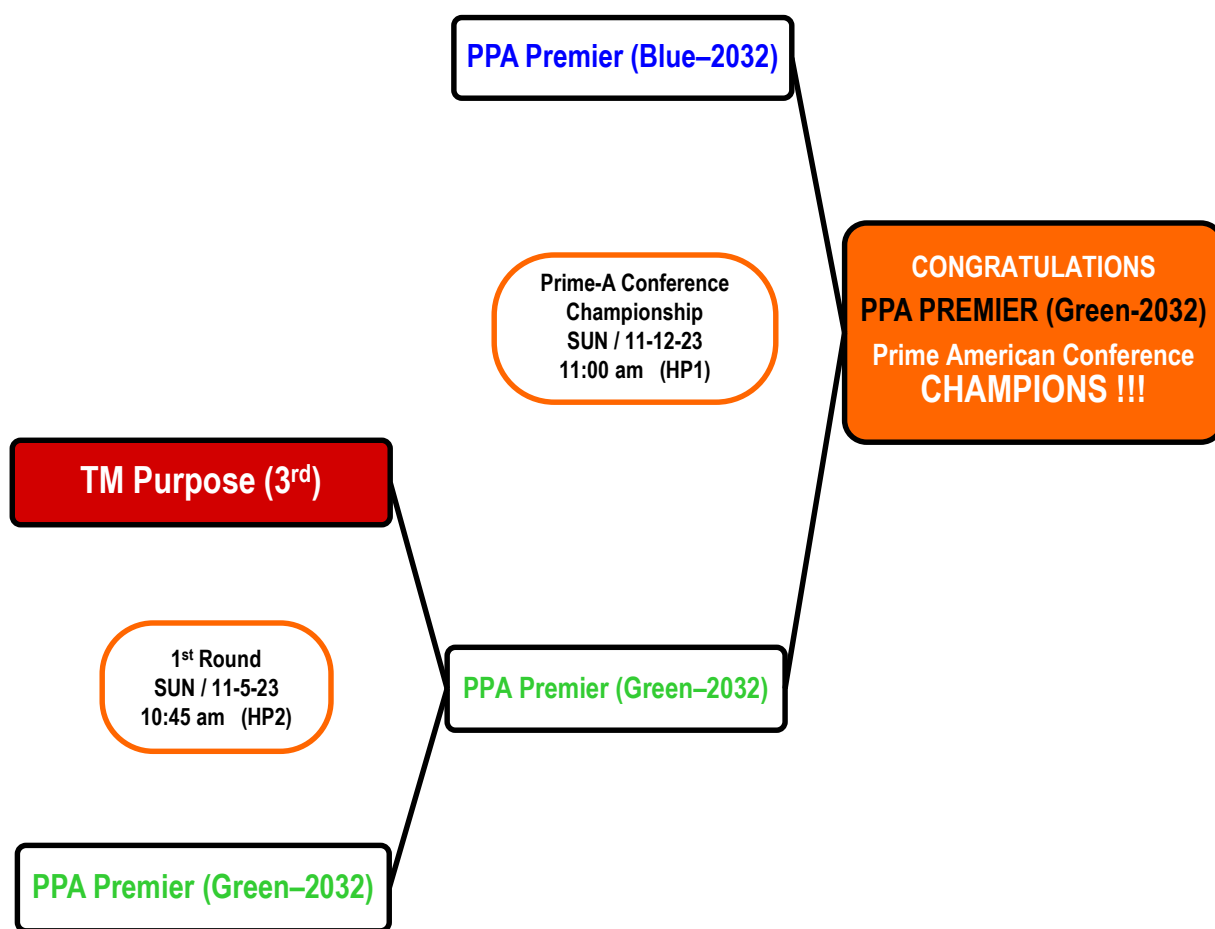 PPA Premier (Blue–2032)
Prime-A Conference
Championship
SUN / 11-12-23
11:00 am (HP1)
CONGRATULATIONS
PPA PREMIER (Green-2032)
Prime American Conference
CHAMPIONS !!!
TM Purpose (3rd)
1st Round
SUN / 11-5-23
10:45 am (HP2)
PPA Premier (Green–2032)
PPA Premier (Green–2032)